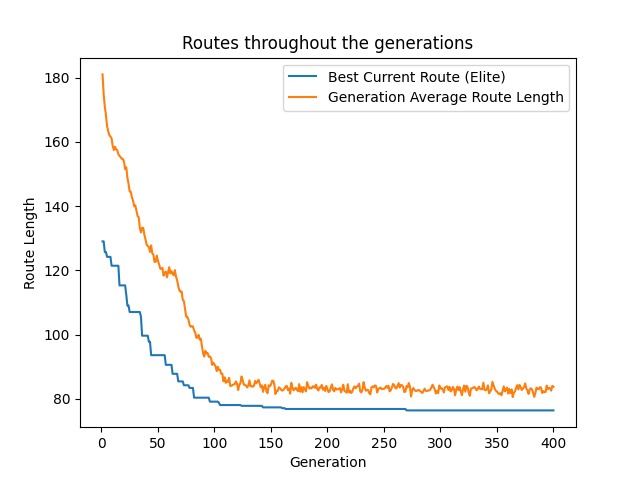 Routes throughout the generations
Best Current Route (Elite)
Generation Average Route Length
Route Length
180
160
140
120
100
80
0 50 100 150 200 250 300 350 400
Generation